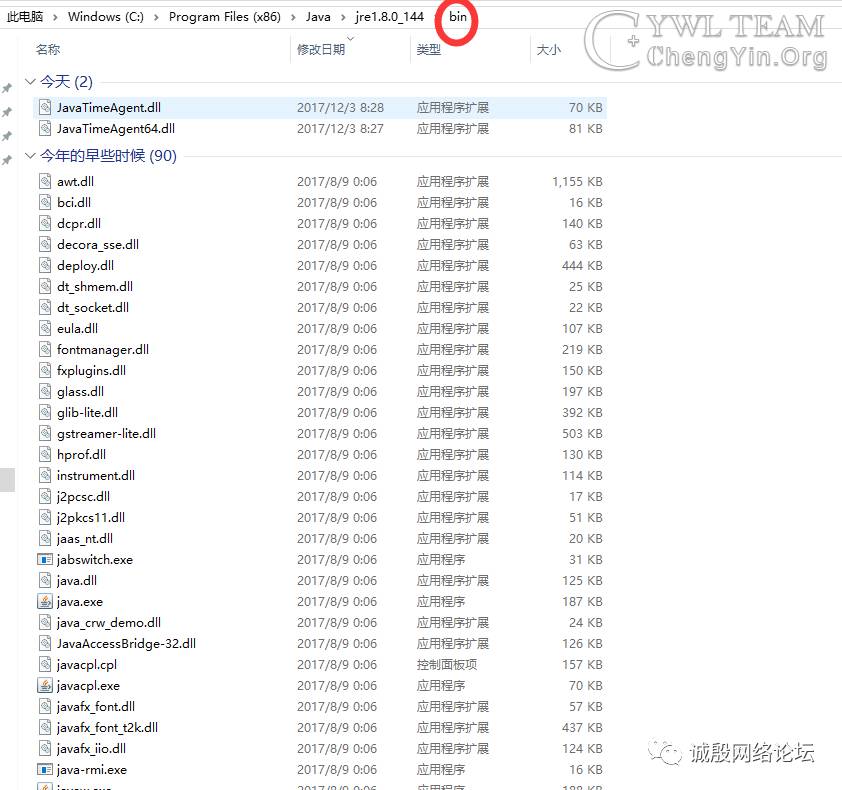 此电脑 > Windows (C:) > Program Files (x86) > Java > jre1.8.0_144 > bin
CYWL TEAM
ChengYin.Org
名称 修改日期 类型 大小
今天 (2)
JavaTimeAgent.dll 2017/12/3 8:28 应用程序扩展 70 KB
JavaTimeAgent64.dll 2017/12/3 8:27 应用程序扩展 81 KB
今年的早些时候 (90)
awt.dll 2017/8/9 0:06 应用程序扩展 1,155 KB
bci.dll 2017/8/9 0:06 应用程序扩展 16 KB
dcpr.dll 2017/8/9 0:06 应用程序扩展 140 KB
decora_sse.dll 2017/8/9 0:06 应用程序扩展 63 KB
deploy.dll 2017/8/9 0:06 应用程序扩展 444 KB
dt_shmem.dll 2017/8/9 0:06 应用程序扩展 25 KB
dt_socket.dll 2017/8/9 0:06 应用程序扩展 22 KB
eula.dll 2017/8/9 0:06 应用程序扩展 107 KB
fontmanager.dll 2017/8/9 0:06 应用程序扩展 219 KB
fxplugins.dll 2017/8/9 0:06 应用程序扩展 150 KB
glass.dll 2017/8/9 0:06 应用程序扩展 197 KB
glib-lite.dll 2017/8/9 0:06 应用程序扩展 392 KB
gstreamer-lite.dll 2017/8/9 0:06 应用程序扩展 503 KB
hprof.dll 2017/8/9 0:06 应用程序扩展 130 KB
instrument.dll 2017/8/9 0:06 应用程序扩展 114 KB
j2pcsc.dll 2017/8/9 0:06 应用程序扩展 17 KB
j2pkcs11.dll 2017/8/9 0:06 应用程序扩展 51 KB
jaas_nt.dll 2017/8/9 0:06 应用程序扩展 20 KB
jabswitch.exe 2017/8/9 0:06 应用程序 31 KB
java.dll 2017/8/9 0:06 应用程序扩展 125 KB
java.exe 2017/8/9 0:06 应用程序 187 KB
java_crw_demo.dll 2017/8/9 0:06 应用程序扩展 24 KB
JavaAccessBridge-32.dll 2017/8/9 0:06 应用程序扩展 126 KB
javacpl.cpl 2017/8/9 0:06 控制面板项 157 KB
javacpl.exe 2017/8/9 0:06 应用程序 70 KB
javafx_font.dll 2017/8/9 0:06 应用程序扩展 57 KB
javafx_font_t2k.dll 2017/8/9 0:06 应用程序扩展 437 KB
javafx_iio.dll 2017/8/9 0:06 应用程序扩展 124 KB
诚殷网络论坛
java-rmi.exe 2017/8/9 0:06 应用程序 16 KB